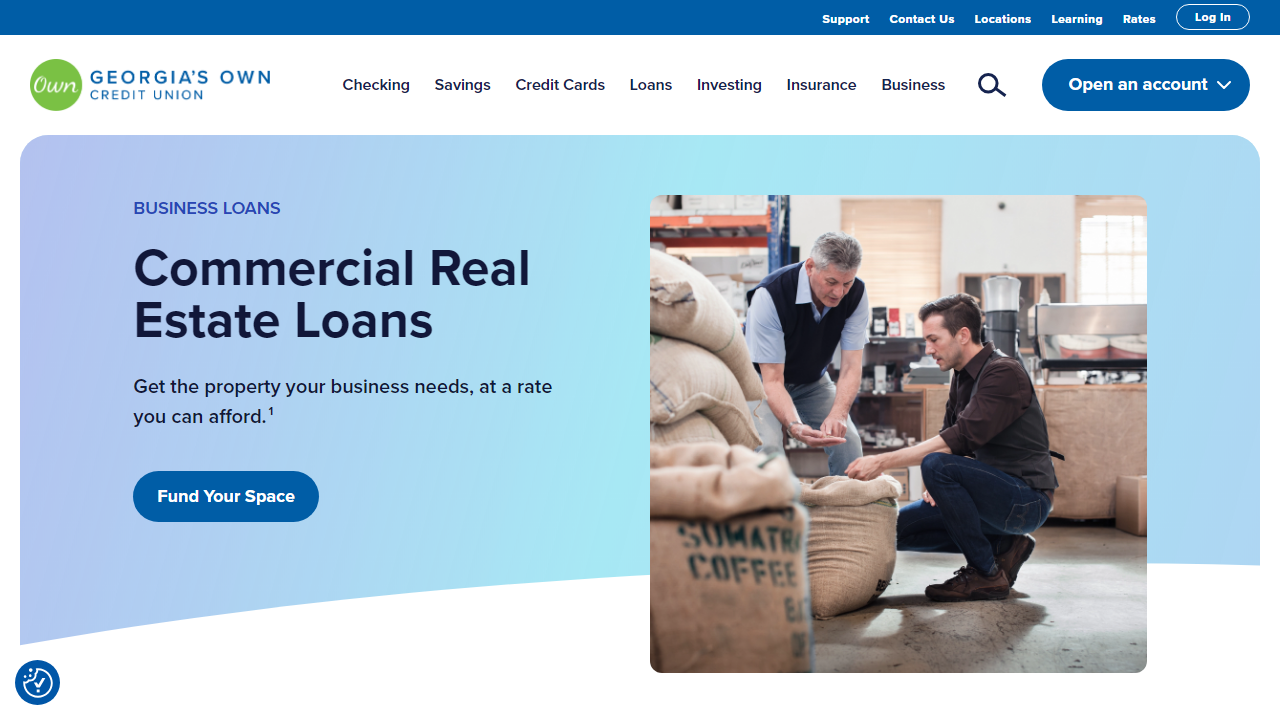 Support Contact Us Locations Learning Rates Log In
Own GEORGIA'S OWN
CREDIT UNION
Checking Savings Credit Cards Loans Investing Insurance Business Open an account
BUSINESS LOANS
Commercial Real
Estate Loans
Get the property your business needs, at a rate
you can afford.¹
Fund Your Space
SUMATRA
COFFEE